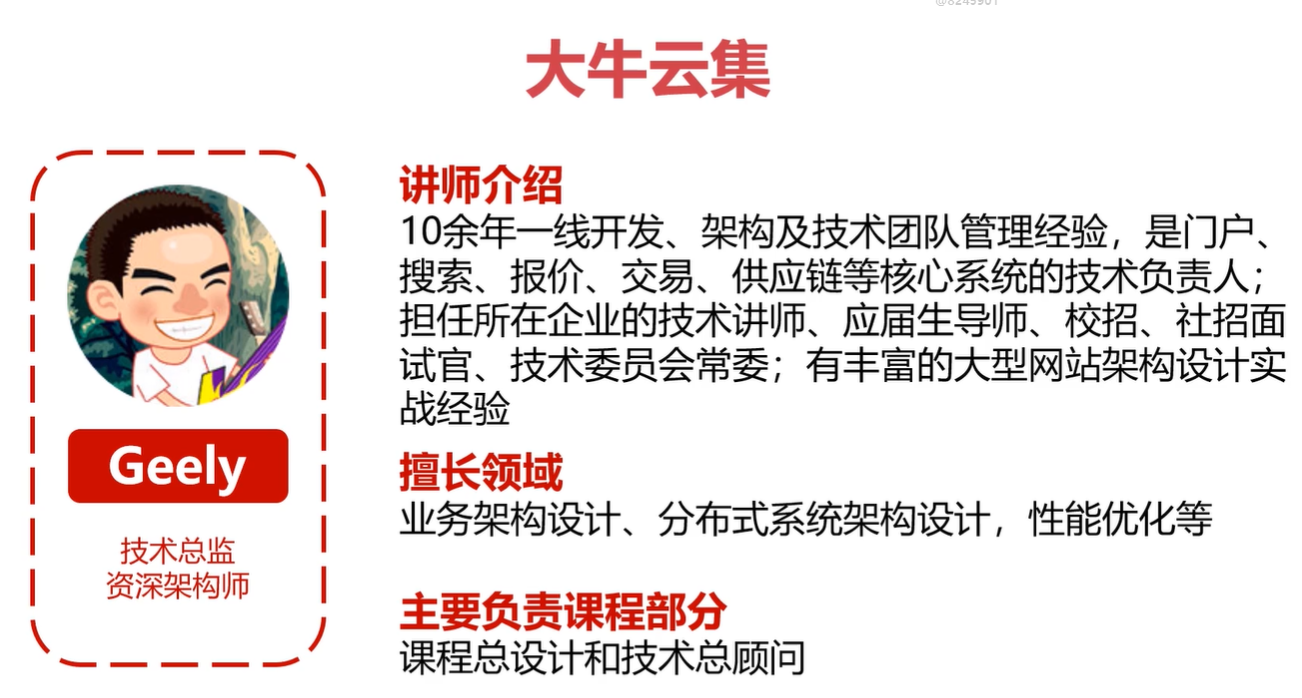 @8245901
大牛云集
Geely
技术总监
资深架构师
讲师介绍
10余年一线开发、架构及技术团队管理经验，是门户、
搜索、报价、交易、供应链等核心系统的技术负责人；
担任所在企业的技术讲师、应届生导师、校招、社招面
试官、技术委员会常委；有丰富的大型网站架构设计实
战经验
擅长领域
业务架构设计、分布式系统架构设计，性能优化等
主要负责课程部分
课程总设计和技术总顾问